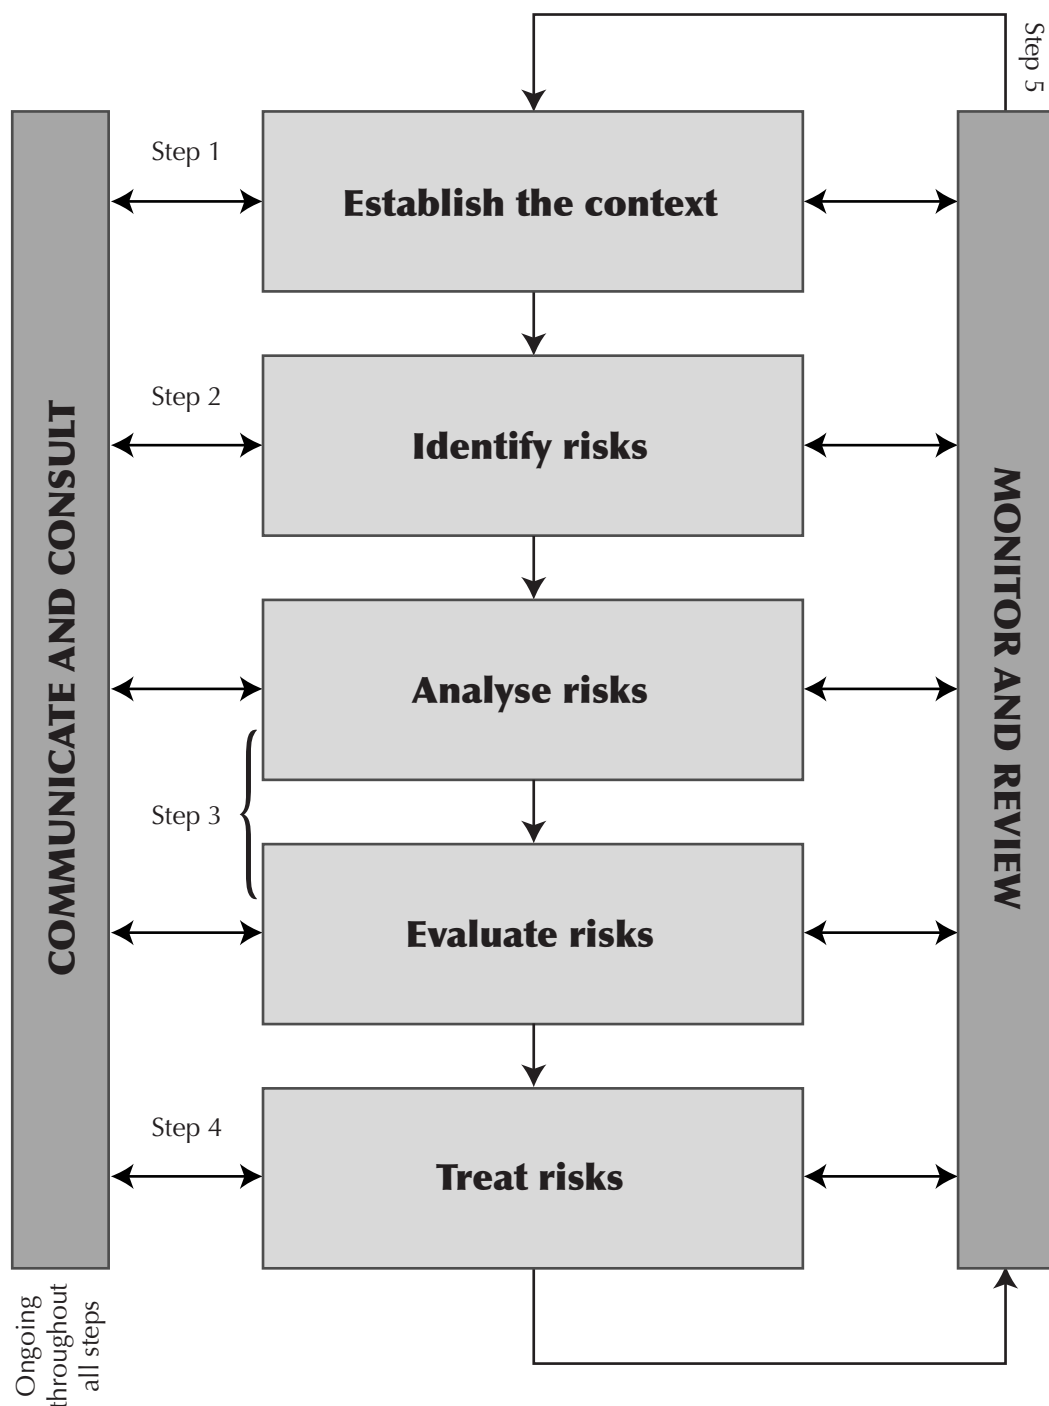 Step 5
Step 1
Establish the context
Step 2
Identify risks
COMMUNICATE AND CONSULT
MONITOR AND REVIEW
Analyse risks
Step 3
Evaluate risks
Step 4
Treat risks
Ongoing
throughout
all steps